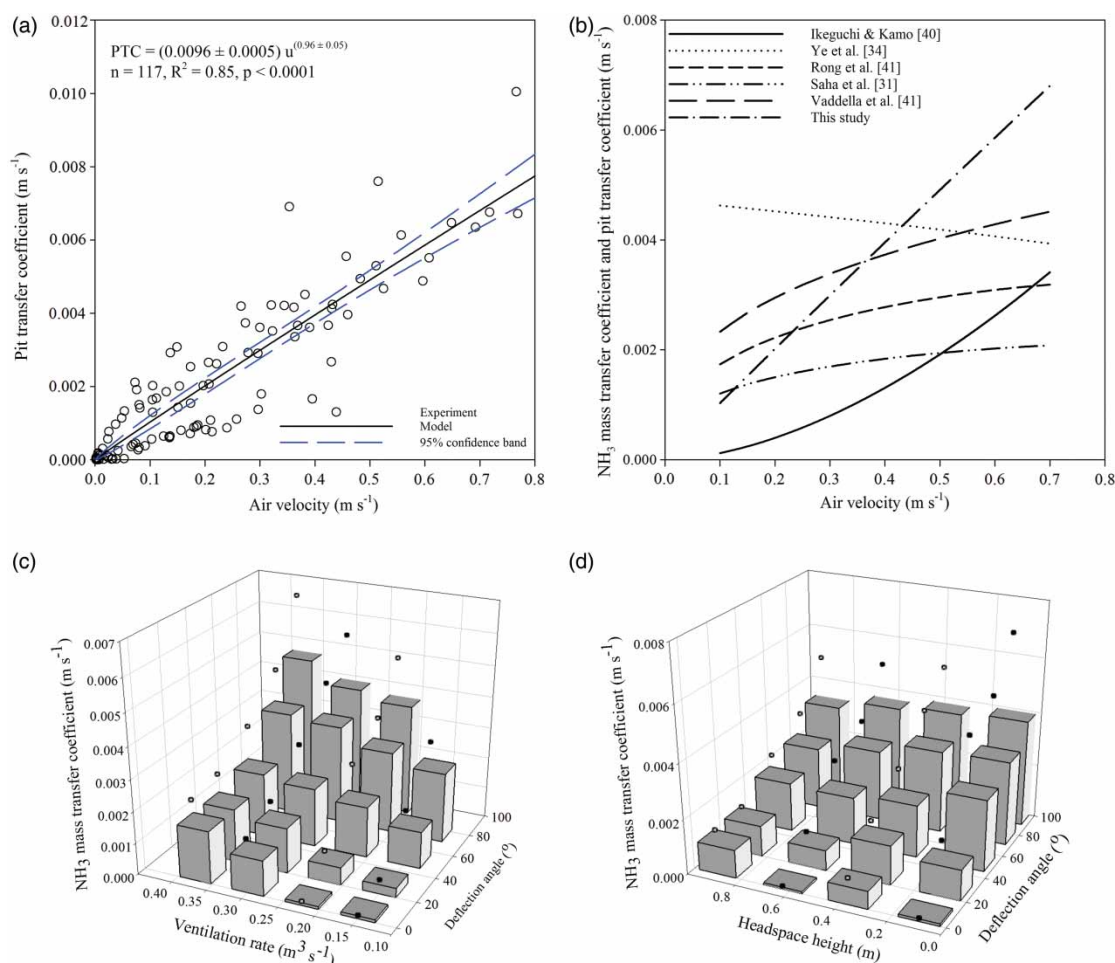 (a)
0.012
0.010
0.008
0.006
0.004
0.002
0.000
Pit transfer coefficient (m s⁻¹)
PTC = (0.0096 ± 0.0005) u^(0.96 ± 0.05)
n = 117, R² = 0.85, p < 0.0001
Experiment
Model
95% confidence band
0.0 0.1 0.2 0.3 0.4 0.5 0.6 0.7 0.8
Air velocity (m s⁻¹)
(b)
0.008
0.006
0.004
0.002
0.000
NH₃ mass transfer coefficient and pit transfer coefficient (m s⁻¹)
Ikeguchi & Kamo [40]
Ye et al. [34]
Rong et al. [41]
Saha et al. [31]
Vaddella et al. [41]
This study
0.0 0.1 0.2 0.3 0.4 0.5 0.6 0.7 0.8
Air velocity (m s⁻¹)
(c)
0.007
0.006
0.005
0.004
0.003
0.002
0.001
0.000
NH₃ mass transfer coefficient (m s⁻¹)
0.40 0.35 0.30 0.25 0.20 0.15 0.10
Ventilation rate (m³ s⁻¹)
100
80
60
40
20
0
Deflection angle (°)
(d)
0.008
0.006
0.004
0.002
0.000
NH₃ mass transfer coefficient (m s⁻¹)
0.8 0.6 0.4 0.2 0.0
Headspace height (m)
100
80
60
40
20
0
Deflection angle (°)